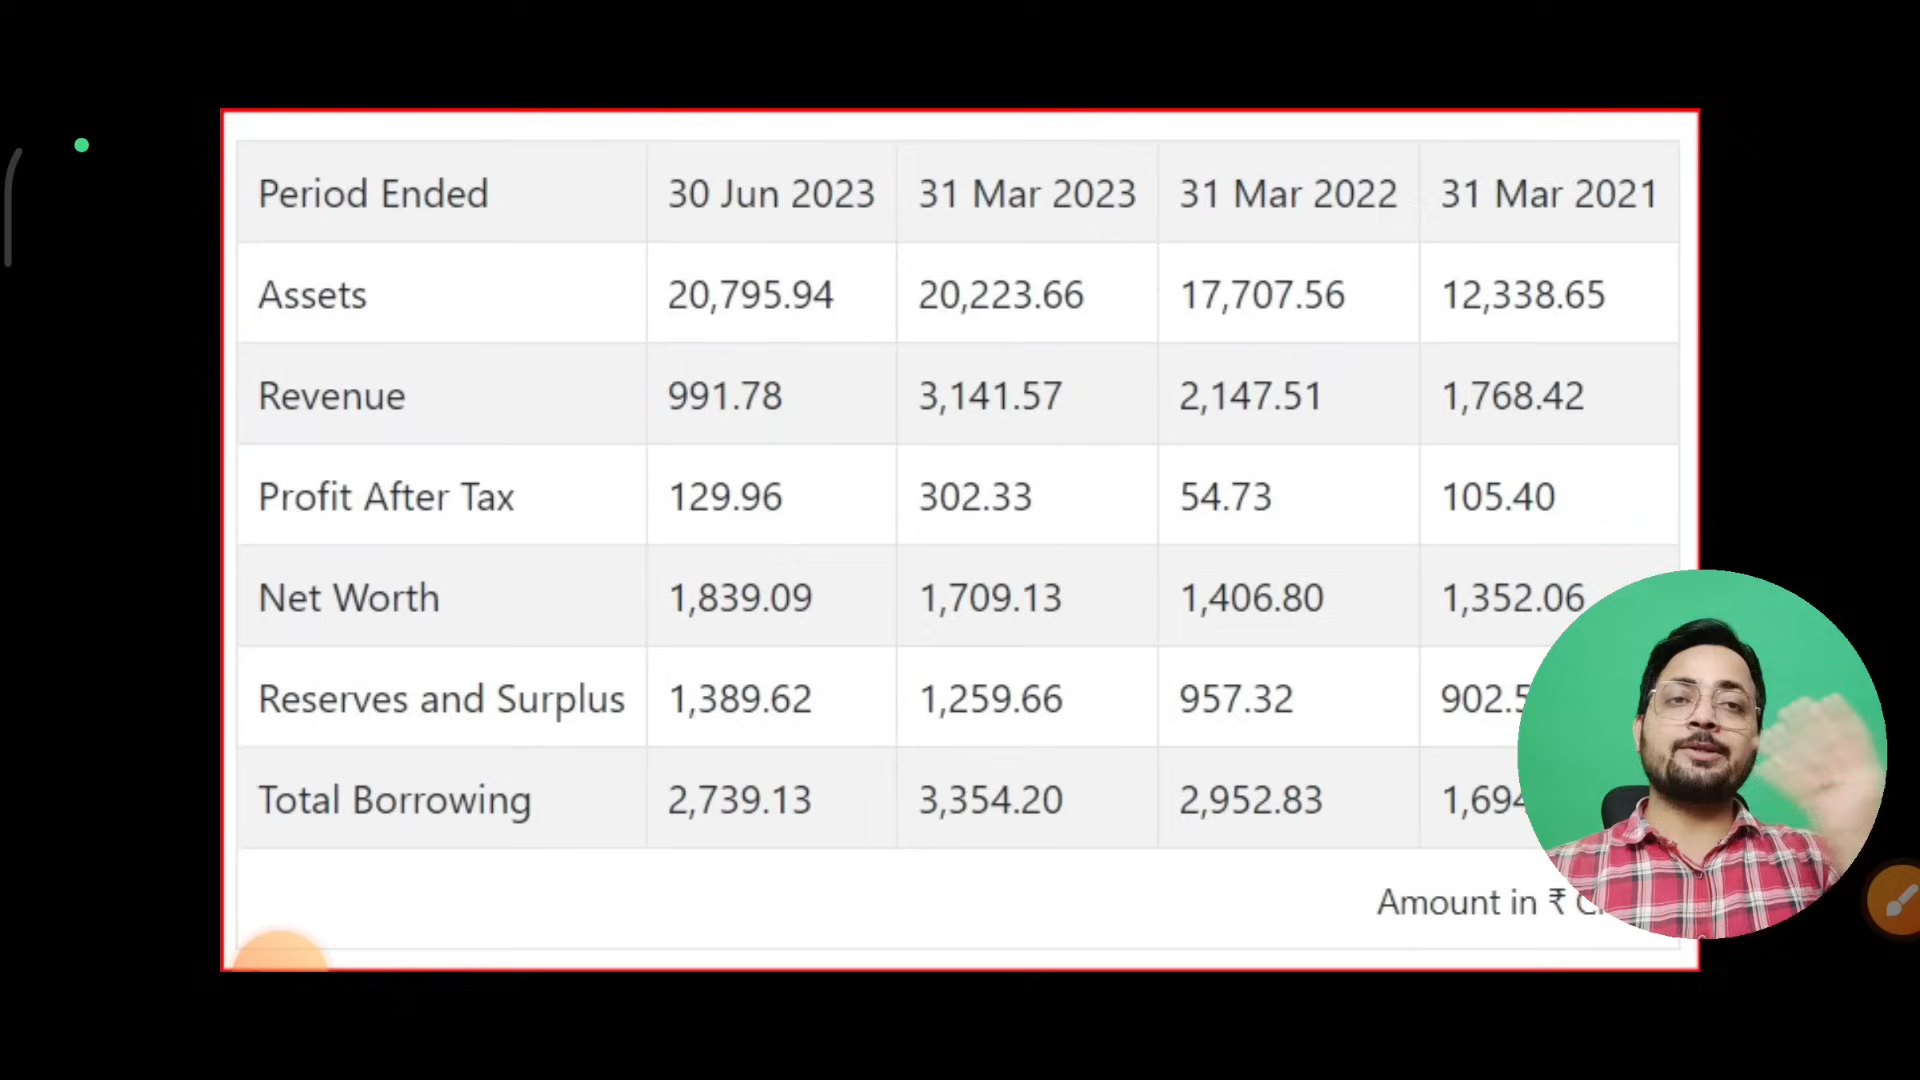 Period Ended 30 Jun 2023 31 Mar 2023 31 Mar 2022 31 Mar 2021
Assets 20,795.94 20,223.66 17,707.56 12,338.65
Revenue 991.78 3,141.57 2,147.51 1,768.42
Profit After Tax 129.96 302.33 54.73 105.40
Net Worth 1,839.09 1,709.13 1,406.80 1,352.06
Reserves and Surplus 1,389.62 1,259.66 957.32
Total Borrowing 2,739.13 3,354.20 2,952.83
Amount in ₹